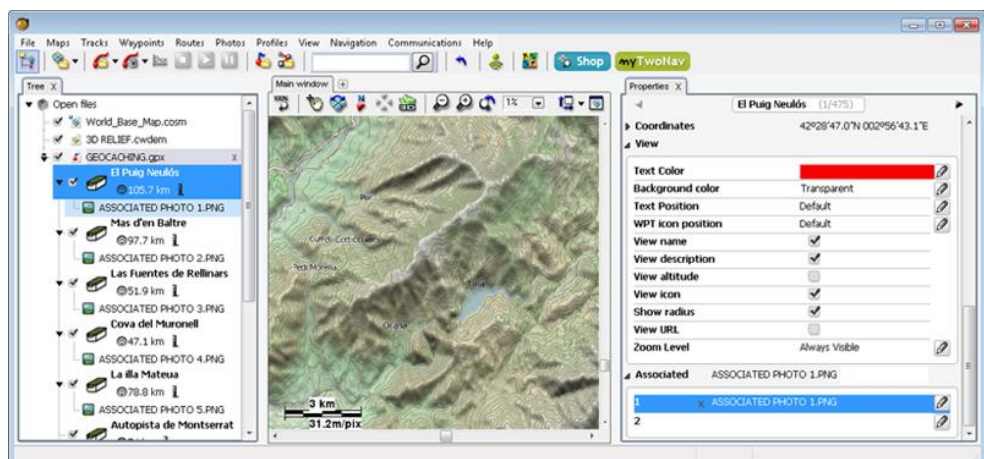 File Maps Tracks Waypoints Routes Photos Profiles View Navigation Communications Help
Shop
myTwoNav
Tree X
Open files
World_Base_Map.cosm
3D RELIEF.cwdem
GEOCACHING.gpx X
El Puig Neulós
105.7 km
ASSOCIATED PHOTO 1.PNG
Mas d'en Baltre
97.7 km
ASSOCIATED PHOTO 2.PNG
Las Fuentes de Rellinars
51.9 km
ASSOCIATED PHOTO 3.PNG
Cova del Muronell
47.1 km
ASSOCIATED PHOTO 4.PNG
La illa Mateua
78.8 km
ASSOCIATED PHOTO 5.PNG
Autopista de Montserrat
Main window
100%
1%
Ocaña
3 km
31.2m/pix
Properties X
El Puig Neulós (1/475)
Coordinates 42º28'47.0"N 002º56'43.1"E
View
Text Color
Background color Transparent
Text Position Default
WPT icon position Default
View name
View description
View altitude
View icon
Show radius
View URL
Zoom Level Always Visible
Associated ASSOCIATED PHOTO 1.PNG
1 X ASSOCIATED PHOTO 1.PNG
2